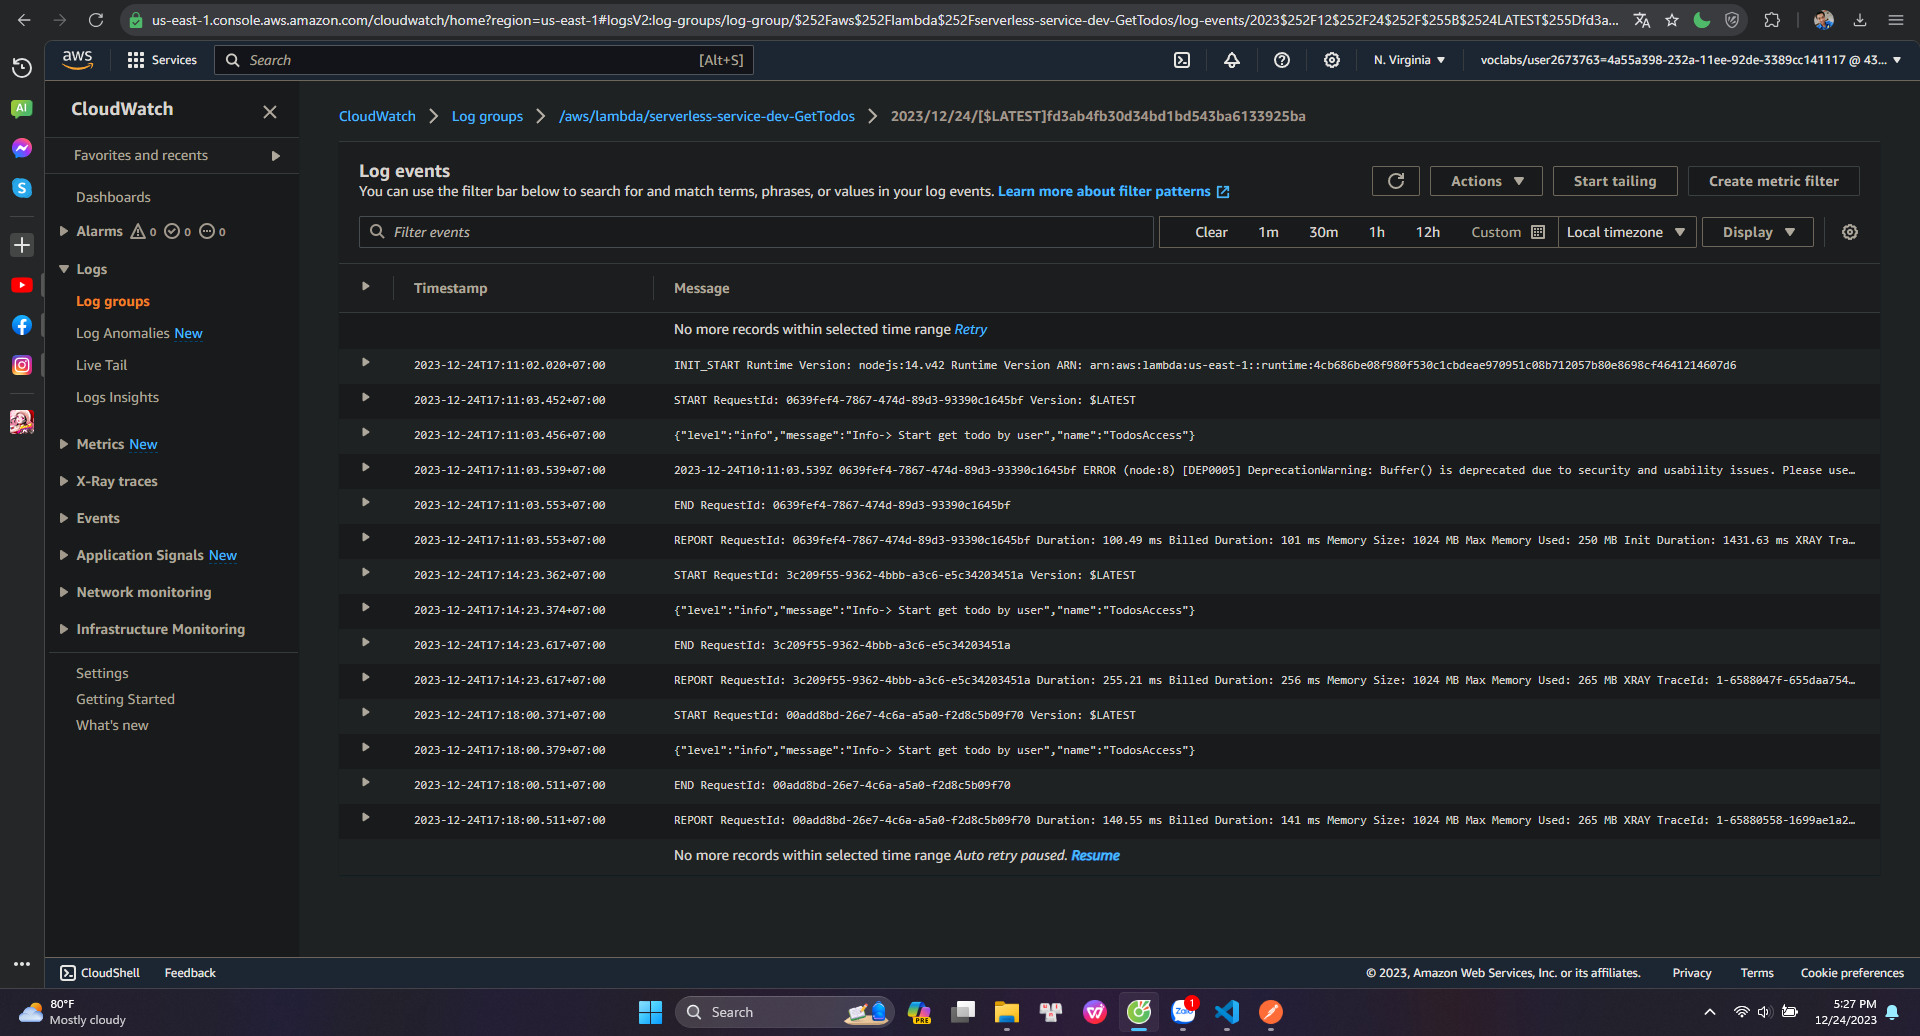 us-east-1.console.aws.amazon.com/cloudwatch/home?region=us-east-1#logsV2:log-groups/log-group/$252Faws$252Flambda$252Fserverless-service-dev-GetTodos/log-events/2023$252F12$252F24$252F$255B$2524LATEST$255Dfd3a...
aws Services Search [Alt+S] N. Virginia voclabs/user2673763=4a55a398-232a-11ee-92de-3389cc141117 @ 43...
CloudWatch
Favorites and recents
Dashboards
Alarms 0 0 0
Logs
Log groups
Log Anomalies New
Live Tail
Logs Insights
Metrics New
X-Ray traces
Events
Application Signals New
Network monitoring
Infrastructure Monitoring
Settings
Getting Started
What's new
CloudWatch Log groups /aws/lambda/serverless-service-dev-GetTodos 2023/12/24/[$LATEST]fd3ab4fb30d34bd1bd543ba6133925ba
Log events
You can use the filter bar below to search for and match terms, phrases, or values in your log events. Learn more about filter patterns
Actions Start tailing Create metric filter
Filter events Clear 1m 30m 1h 12h Custom Local timezone Display
Timestamp Message
No more records within selected time range Retry
2023-12-24T17:11:02.020+07:00 INIT_START Runtime Version: nodejs:14.v42 Runtime Version ARN: arn:aws:lambda:us-east-1::runtime:4cb686be08f980f530c1cbdeae970951c08b712057b80e8698cf4641214607d6
2023-12-24T17:11:03.452+07:00 START RequestId: 0639fef4-7867-474d-89d3-93390c1645bf Version: $LATEST
2023-12-24T17:11:03.456+07:00 {"level":"info","message":"Info-> Start get todo by user","name":"TodosAccess"}
2023-12-24T17:11:03.539+07:00 2023-12-24T10:11:03.539Z 0639fef4-7867-474d-89d3-93390c1645bf ERROR (node:8) [DEP0005] DeprecationWarning: Buffer() is deprecated due to security and usability issues. Please use…
2023-12-24T17:11:03.553+07:00 END RequestId: 0639fef4-7867-474d-89d3-93390c1645bf
2023-12-24T17:11:03.553+07:00 REPORT RequestId: 0639fef4-7867-474d-89d3-93390c1645bf Duration: 100.49 ms Billed Duration: 101 ms Memory Size: 1024 MB Max Memory Used: 250 MB Init Duration: 1431.63 ms XRAY Tra…
2023-12-24T17:14:23.362+07:00 START RequestId: 3c209f55-9362-4bbb-a3c6-e5c34203451a Version: $LATEST
2023-12-24T17:14:23.374+07:00 {"level":"info","message":"Info-> Start get todo by user","name":"TodosAccess"}
2023-12-24T17:14:23.617+07:00 END RequestId: 3c209f55-9362-4bbb-a3c6-e5c34203451a
2023-12-24T17:14:23.617+07:00 REPORT RequestId: 3c209f55-9362-4bbb-a3c6-e5c34203451a Duration: 255.21 ms Billed Duration: 256 ms Memory Size: 1024 MB Max Memory Used: 265 MB XRAY TraceId: 1-6588047f-655daa754…
2023-12-24T17:18:00.371+07:00 START RequestId: 00add8bd-26e7-4c6a-a5a0-f2d8c5b09f70 Version: $LATEST
2023-12-24T17:18:00.379+07:00 {"level":"info","message":"Info-> Start get todo by user","name":"TodosAccess"}
2023-12-24T17:18:00.511+07:00 END RequestId: 00add8bd-26e7-4c6a-a5a0-f2d8c5b09f70
2023-12-24T17:18:00.511+07:00 REPORT RequestId: 00add8bd-26e7-4c6a-a5a0-f2d8c5b09f70 Duration: 140.55 ms Billed Duration: 141 ms Memory Size: 1024 MB Max Memory Used: 265 MB XRAY TraceId: 1-65880558-1699ae1a2…
No more records within selected time range Auto retry paused. Resume
CloudShell Feedback © 2023, Amazon Web Services, Inc. or its affiliates. Privacy Terms Cookie preferences
80°F
Mostly cloudy
Search
PRE
Zalo
1
5:27 PM
12/24/2023